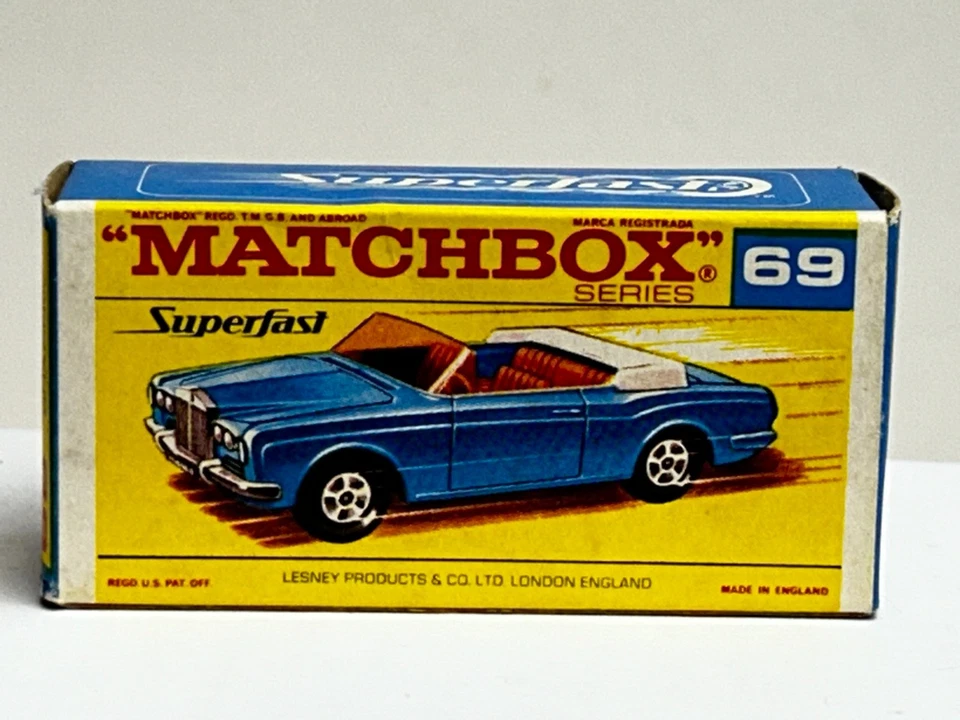 Superfast
"MATCHBOX" REGD. T.M. G.B. AND ABROAD
MARCA REGISTRADA
"MATCHBOX"®
SERIES
69
Superfast
REGD. U.S. PAT. OFF.
LESNEY PRODUCTS & CO. LTD. LONDON ENGLAND
MADE IN ENGLAND